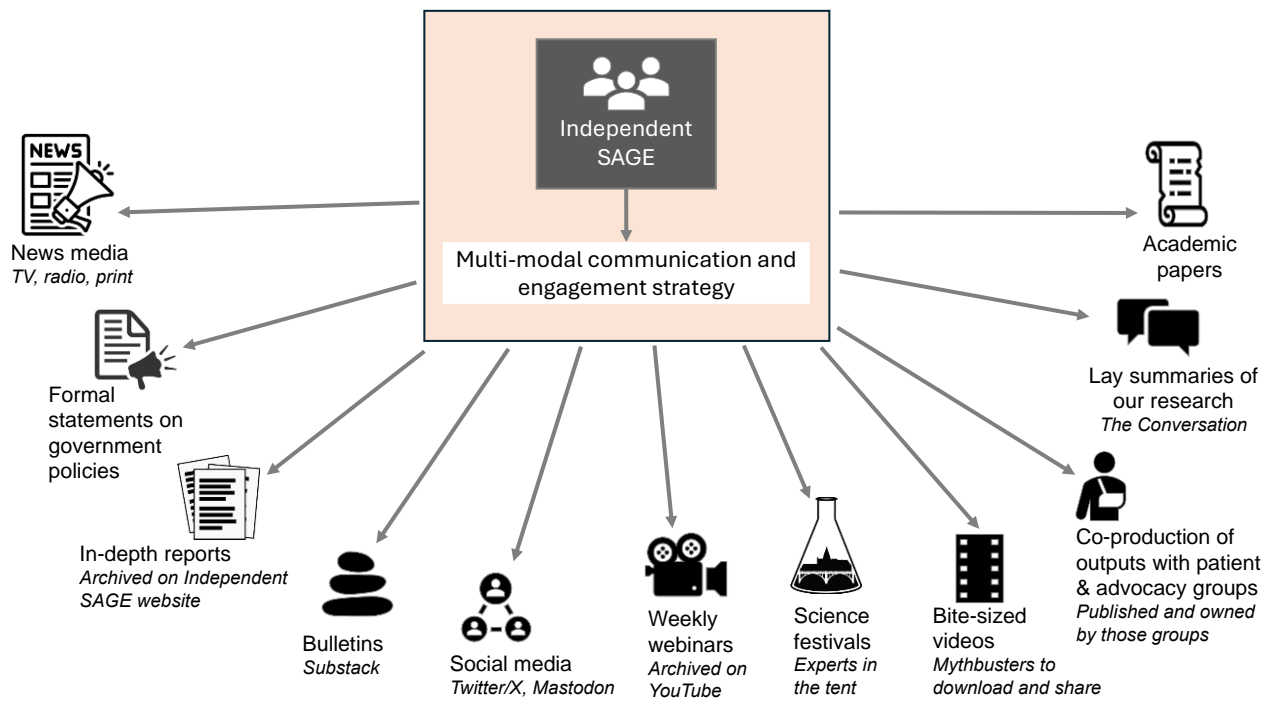 Independent
SAGE
Multi-modal communication and
engagement strategy
NEWS
News media
TV, radio, print
Formal
statements on
government
policies
In-depth reports
Archived on Independent
SAGE website
Bulletins
Substack
Social media
Twitter/X, Mastodon
Weekly
webinars
Archived on
YouTube
Science
festivals
Experts in
the tent
Bite-sized
videos
Mythbusters to
download and share
Co-production of
outputs with patient
& advocacy groups
Published and owned
by those groups
Lay summaries of
our research
The Conversation
Academic
papers